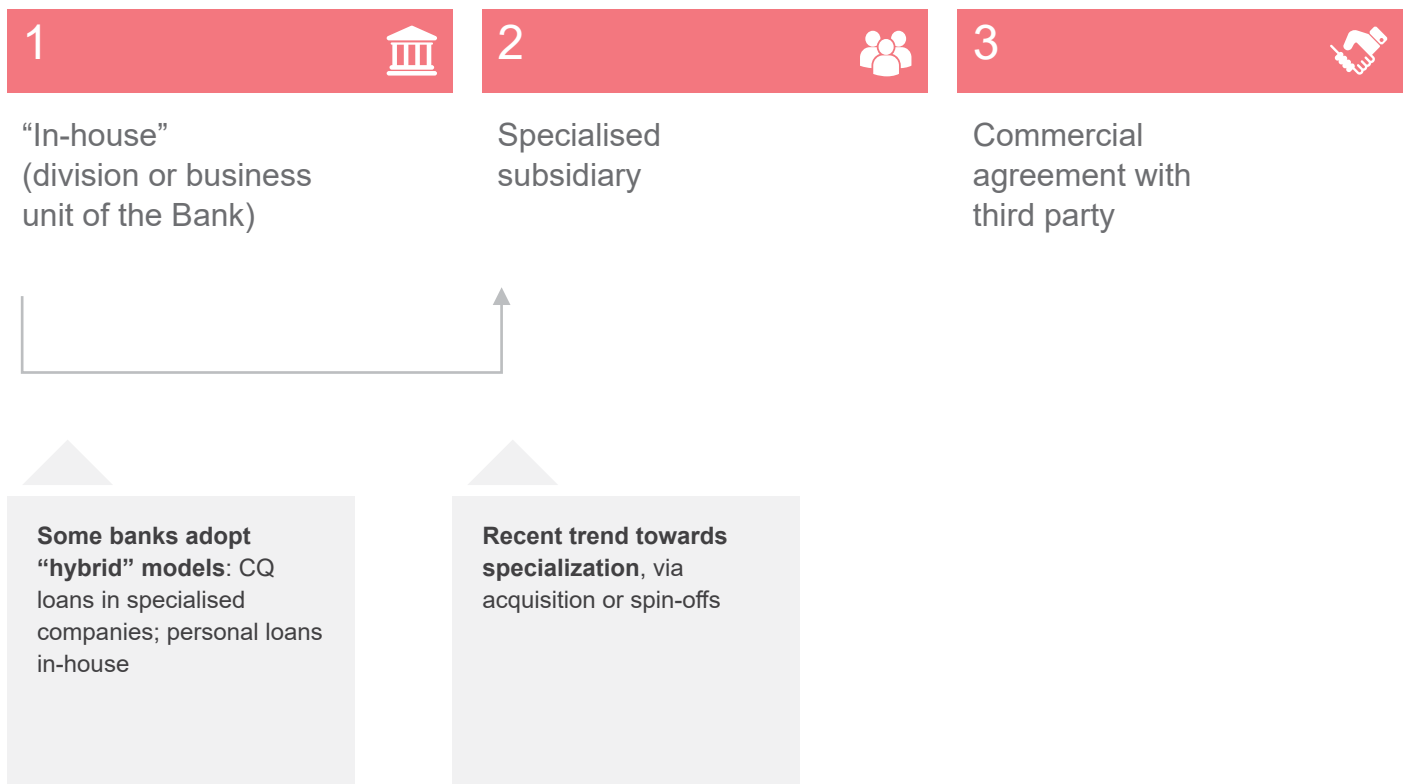 1
“In-house”
(division or business
unit of the Bank)
2
Specialised
subsidiary
3
Commercial
agreement with
third party
Some banks adopt
“hybrid” models: CQ
loans in specialised
companies; personal loans
in-house
Recent trend towards
specialization, via
acquisition or spin-offs